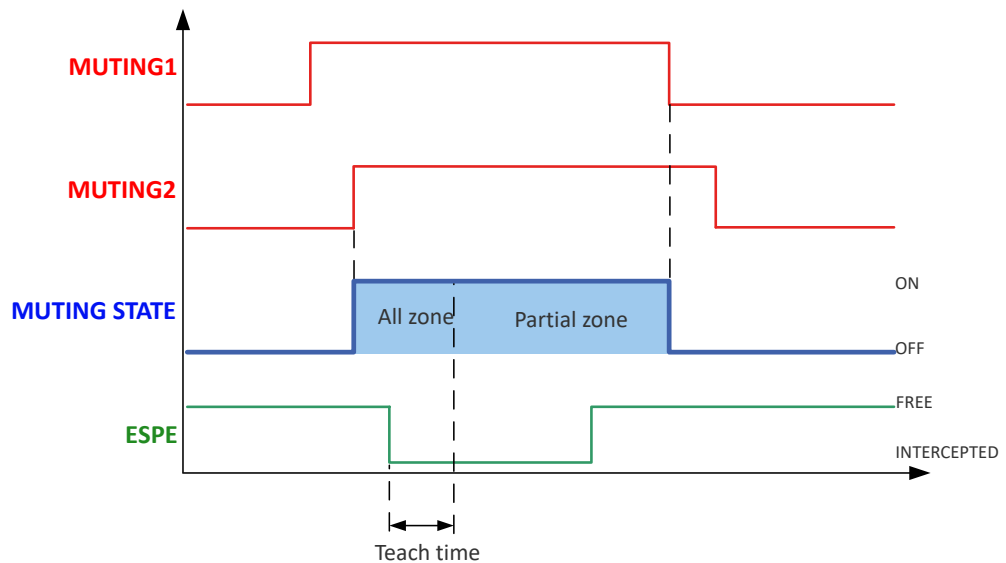 MUTING1
MUTING2
MUTING STATE
All zone
Partial zone
ON
OFF
ESPE
FREE
INTERCEPTED
Teach time